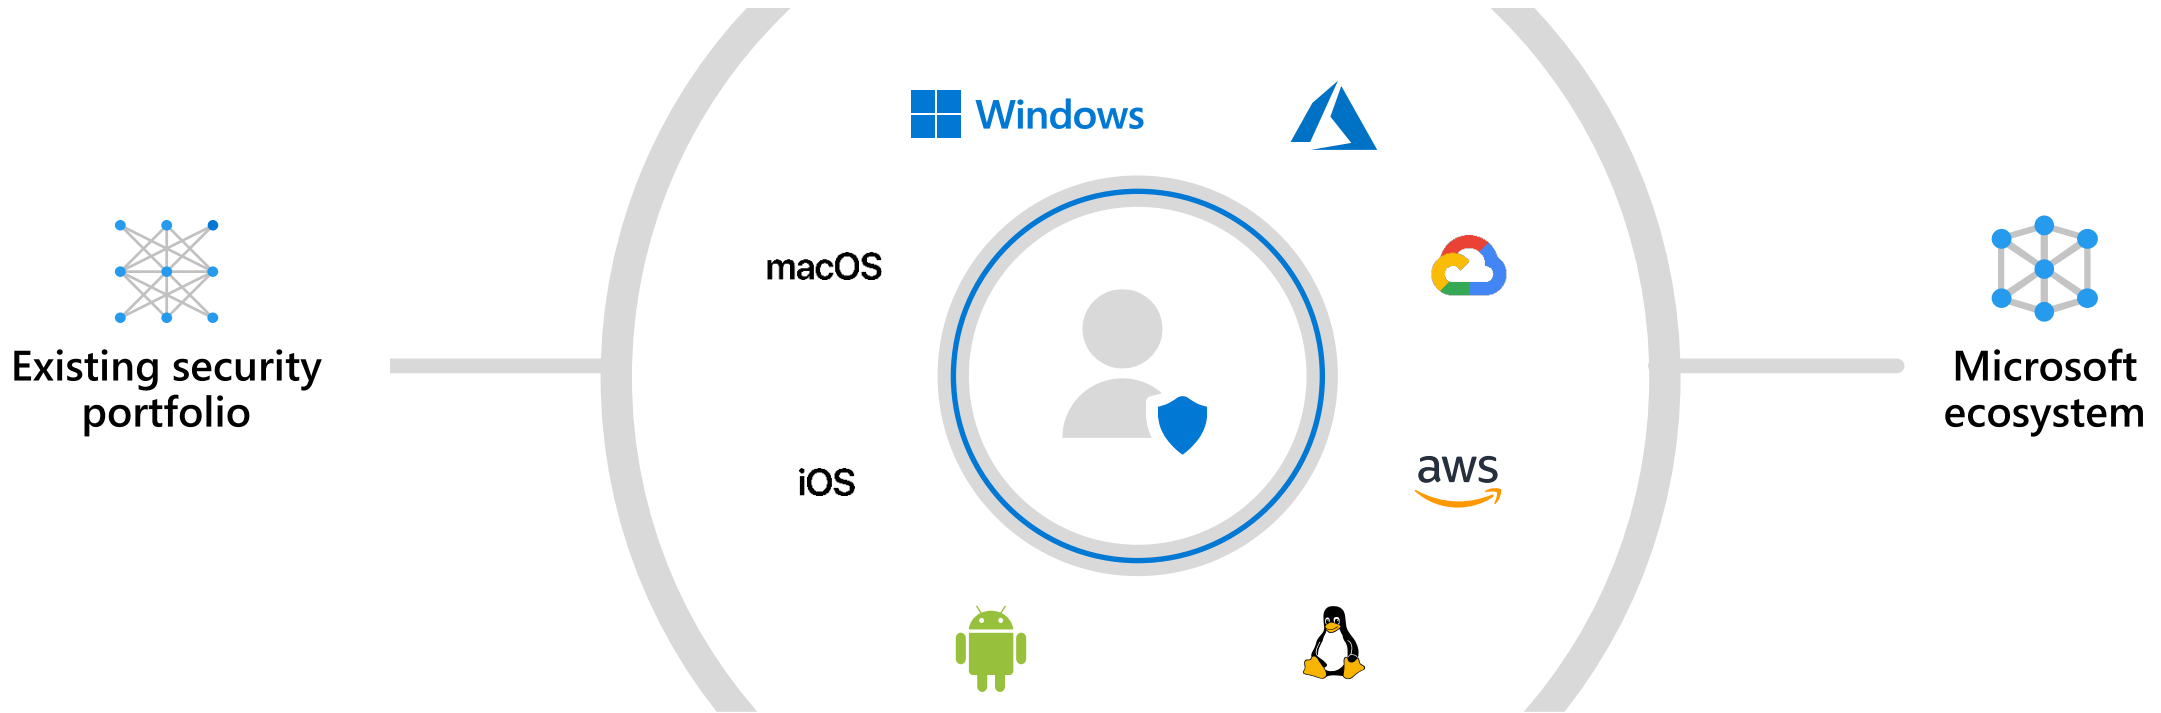 Windows
macOS
Existing security
portfolio
Microsoft
ecosystem
iOS
aws